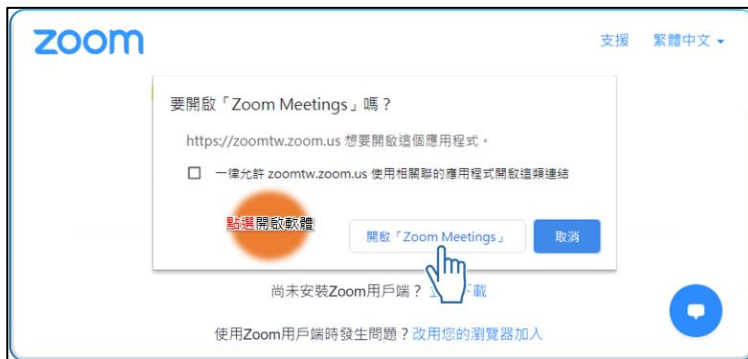 zoom
支援 繁體中文
要開啟「Zoom Meetings」嗎？
https://zoomtw.zoom.us 想要開啟這個應用程式。
一律允許 zoomtw.zoom.us 使用相關聯的應用程式開啟這類連結
點選開啟軟體
開啟「Zoom Meetings」 取消
尚未安裝Zoom用戶端？立 下載
使用Zoom用戶端時發生問題？改用您的瀏覽器加入